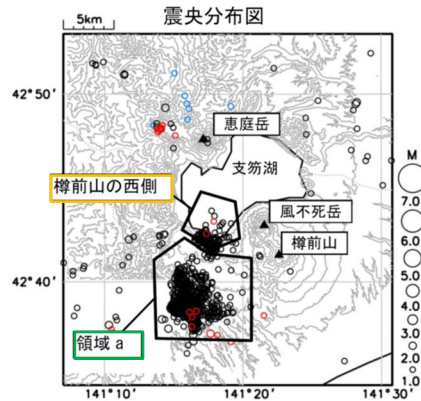 震央分布図
5km
42°50'
恵庭岳
支笏湖
M
7.0
6.0
5.0
4.0
3.0
2.0
1.0
樽前山の西側
風不死岳
樽前山
42°40'
領域 a
141°10'
141°20'
141°30'